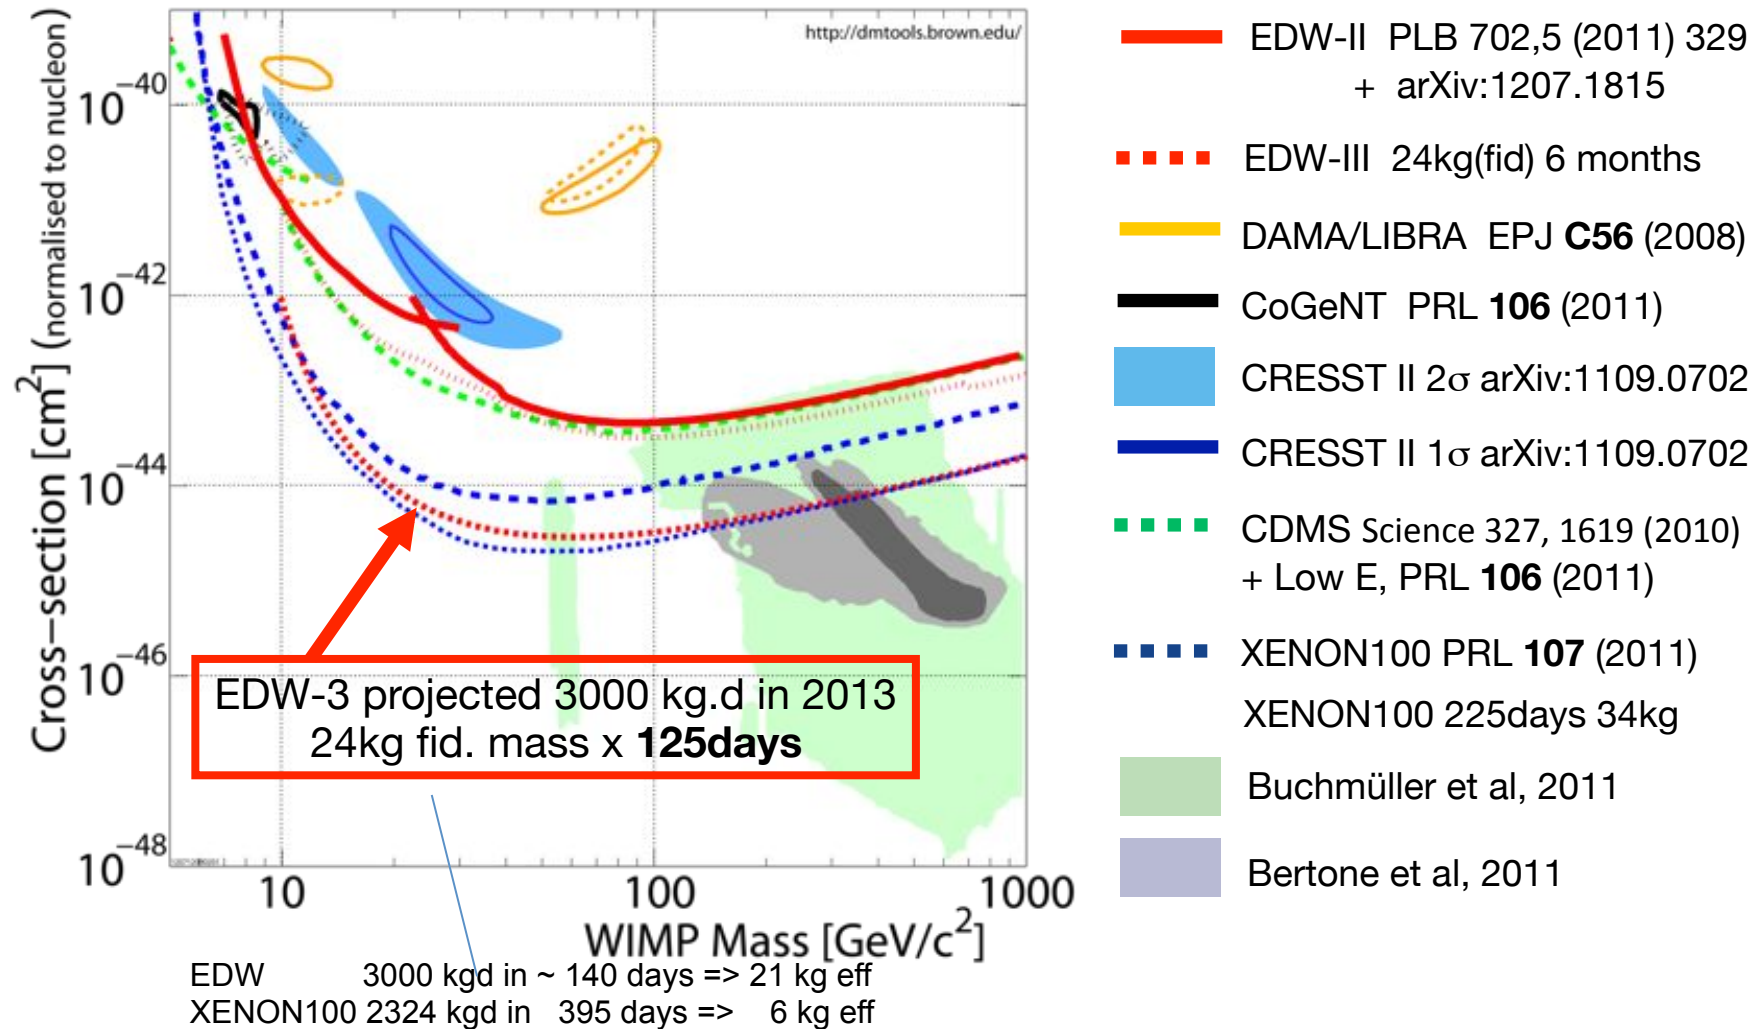 http://dmtools.brown.edu/
Cross−section [cm²] (normalised to nucleon)
10⁻⁴⁰
10⁻⁴²
10⁻⁴⁴
10⁻⁴⁶
10⁻⁴⁸
EDW-3 projected 3000 kg.d in 2013
24kg fid. mass x 125days
10
100
1000
WIMP Mass [GeV/c²]
EDW 3000 kgd in ~ 140 days => 21 kg eff
XENON100 2324 kgd in 395 days => 6 kg eff
EDW-II PLB 702,5 (2011) 329
+ arXiv:1207.1815
EDW-III 24kg(fid) 6 months
DAMA/LIBRA EPJ C56 (2008)
CoGeNT PRL 106 (2011)
CRESST II 2σ arXiv:1109.0702
CRESST II 1σ arXiv:1109.0702
CDMS Science 327, 1619 (2010)
+ Low E, PRL 106 (2011)
XENON100 PRL 107 (2011)
XENON100 225days 34kg
Buchmüller et al, 2011
Bertone et al, 2011